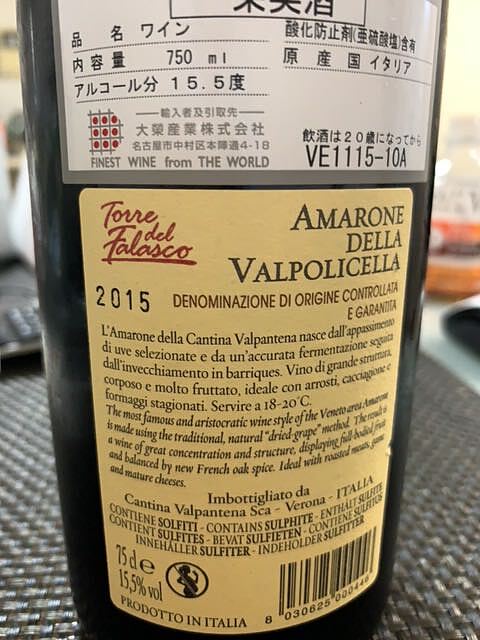 果実酒
品 名 ワイン
酸化防止剤(亜硫酸塩)含有
内容量 750 ml
原産国 イタリア
アルコール分 15.5度
輸入者及引取先
大榮産業株式会社
名古屋市中村区本陣通4-18
FINEST WINE from THE WORLD
飲酒は20歳になってから
VE1115-10A
Torre del Falasco
AMARONE
DELLA
VALPOLICELLA
2015
DENOMINAZIONE DI ORIGINE CONTROLLATA
E GARANTITA
L'Amarone della Cantina Valpantena nasce dall'appassimento
di uve selezionate e da un'accurata fermentazione seguita
dall'invecchiamento in barriques. Vino di grande struttura,
corposo e molto fruttato, ideale con arrosti, cacciagione e
formaggi stagionati. Servire a 18-20°C.
The most famous and aristocratic wine style of the Veneto area Amarone
is made using the traditional, natural "dried-grape" method. The result is
a wine of great concentration and structure, displaying full-bodied fruit
and balanced by new French oak spice. Ideal with roasted meats, game
and mature cheeses.
Imbottigliato da
Cantina Valpantena Sca - Verona - ITALIA
CONTIENE SOLFITI - CONTAINS SULPHITE - ENTHÄLT SULFITE
CONTIENT SULFITES - BEVAT SULFIETEN - CONTIENE SULFITOS
INNEHÅLLER SULFITER - INDEHOLDER SULFITTER
75 cl e
15,5% vol
PRODOTTO IN ITALIA
8 030625 000446